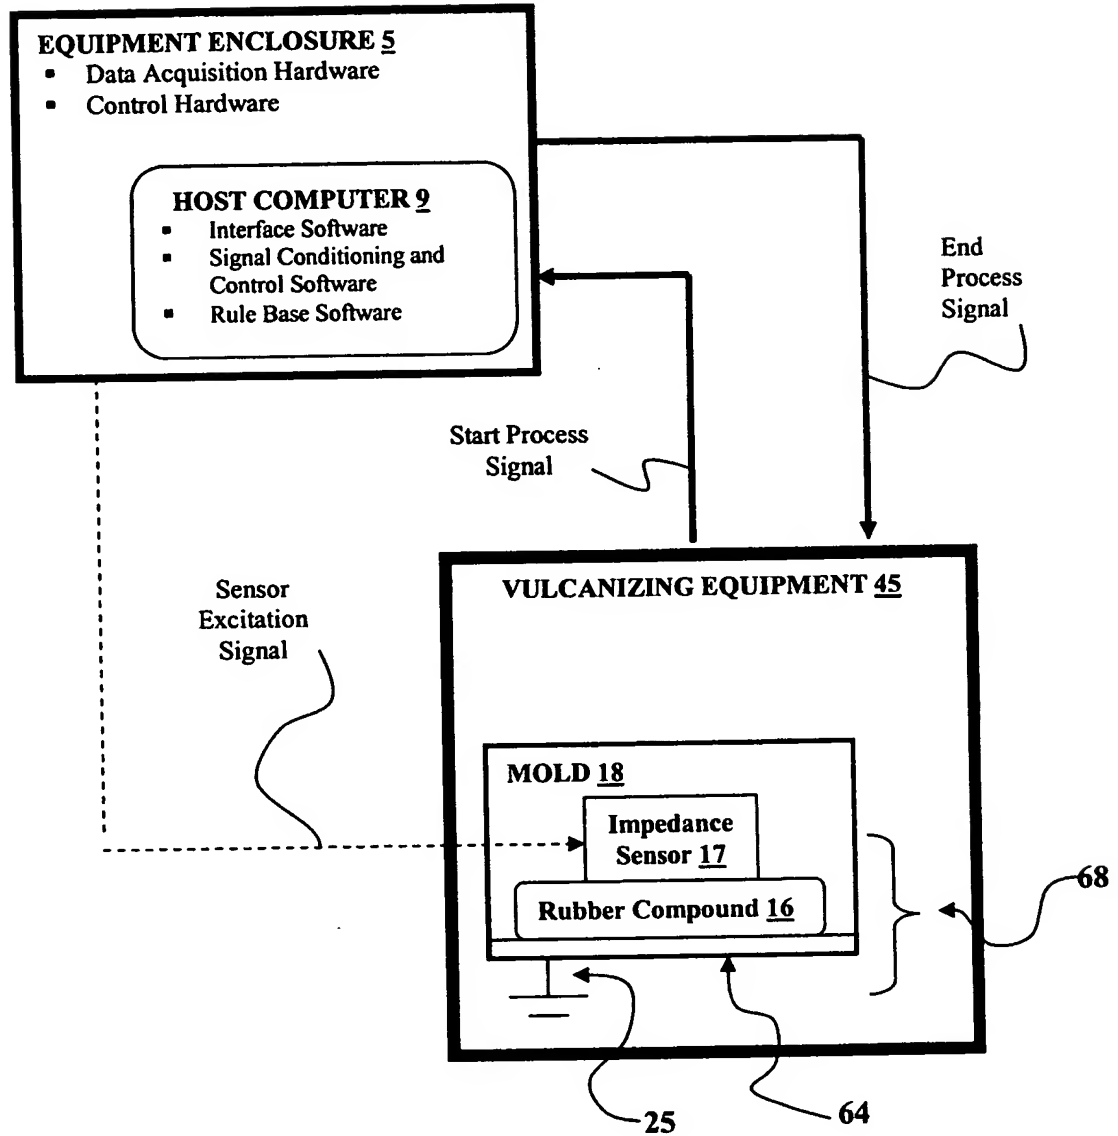 EQUIPMENT ENCLOSURE 5
▪ Data Acquisition Hardware
▪ Control Hardware
HOST COMPUTER 9
▪ Interface Software
▪ Signal Conditioning and
Control Software
▪ Rule Base Software
End
Process
Signal
Start Process
Signal
Sensor
Excitation
Signal
VULCANIZING EQUIPMENT 45
MOLD 18
Impedance
Sensor 17
Rubber Compound 16
68
25
64